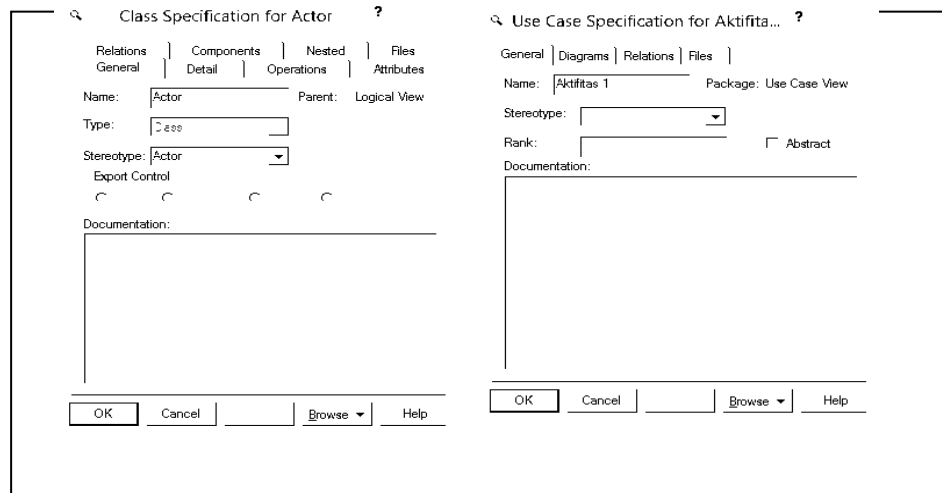 Class Specification for Actor ?
Relations Components Nested Files
General Detail Operations Attributes
Name: Actor Parent: Logical View
Type: Class
Stereotype: Actor
Export Control
Documentation:
OK Cancel Browse Help
Use Case Specification for Aktifita... ?
General Diagrams Relations Files
Name: Aktifitas 1 Package: Use Case View
Stereotype:
Rank: Abstract
Documentation:
OK Cancel Browse Help